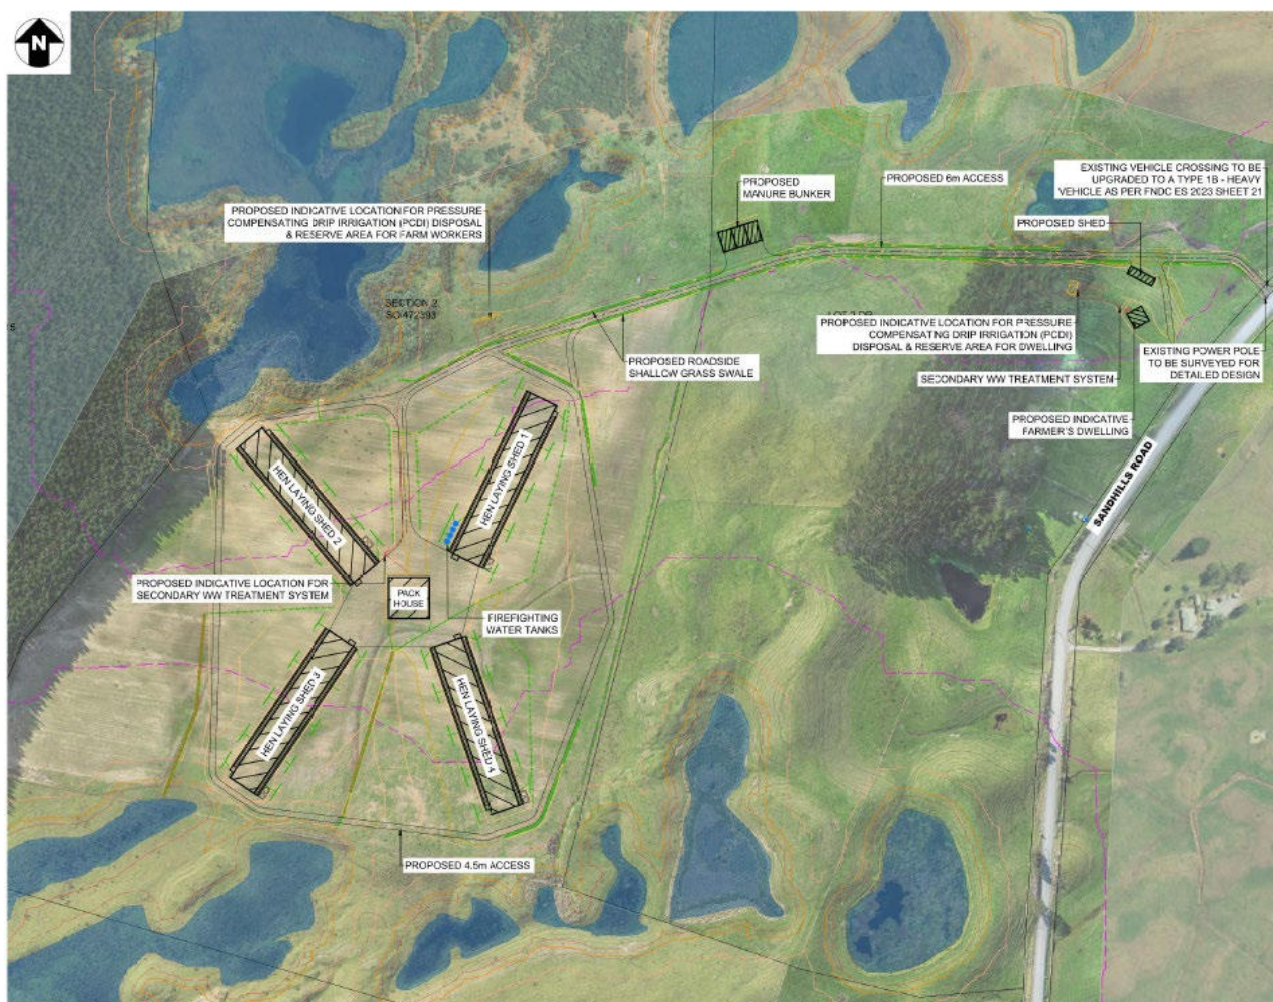 N
EXISTING VEHICLE CROSSING TO BE
UPGRADED TO A TYPE 1B - HEAVY
VEHICLE AS PER FNDC ES 2023 SHEET 21
PROPOSED
MANURE BUNKER
PROPOSED 6m ACCESS
PROPOSED INDICATIVE LOCATION FOR PRESSURE
COMPENSATING DRIP IRRIGATION (PCDI) DISPOSAL
& RESERVE AREA FOR FARM WORKERS
PROPOSED SHED
SECTION 2
SO 472393
PROPOSED INDICATIVE LOCATION FOR PRESSURE
COMPENSATING DRIP IRRIGATION (PCDI)
DISPOSAL & RESERVE AREA FOR DWELLING
PROPOSED ROADSIDE
SHALLOW GRASS SWALE
EXISTING POWER POLE
TO BE SURVEYED FOR
DETAILED DESIGN
SECONDARY WW TREATMENT SYSTEM
PROPOSED INDICATIVE
FARMER'S DWELLING
SANDHILLS ROAD
HEN LAYING SHED 1
HEN LAYING SHED 2
PROPOSED INDICATIVE LOCATION FOR
SECONDARY WW TREATMENT SYSTEM
PACK
HOUSE
FIREFIGHTING
WATER TANKS
HEN LAYING SHED 3
HEN LAYING SHED 4
PROPOSED 4.5m ACCESS